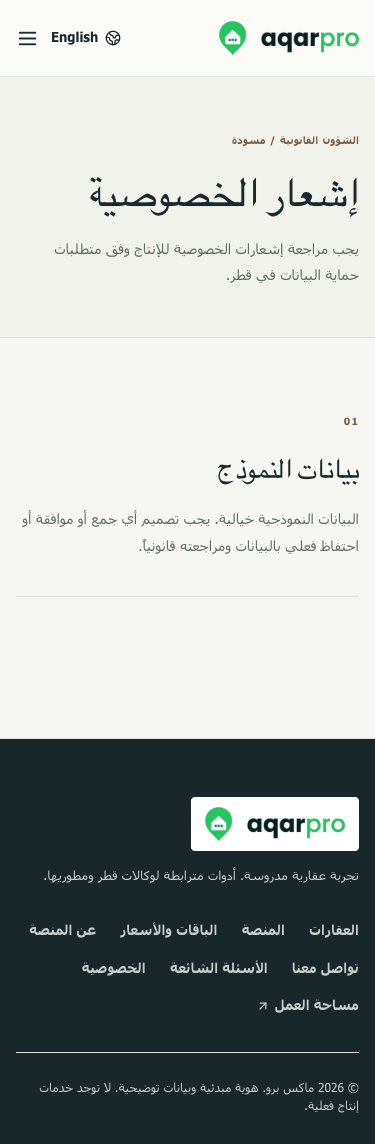 aqarpro
English
الشؤون القانونية / مسودة
إشعار الخصوصية
يجب مراجعة إشعارات الخصوصية للإنتاج وفق متطلبات
حماية البيانات في قطر.
01
بيانات النموذج
البيانات النموذجية خيالية. يجب تصميم أي جمع أو موافقة أو
احتفاظ فعلي بالبيانات ومراجعته قانونياً.
aqarpro
تجربة عقارية مدروسة. أدوات مترابطة لوكالات قطر ومطوريها.
العقارات المنصة الباقات والأسعار عن المنصة
تواصل معنا الأسئلة الشائعة الخصوصية
مساحة العمل
© 2026 ماكس برو. هوية مبدئية وبيانات توضيحية. لا توجد خدمات
إنتاج فعلية.